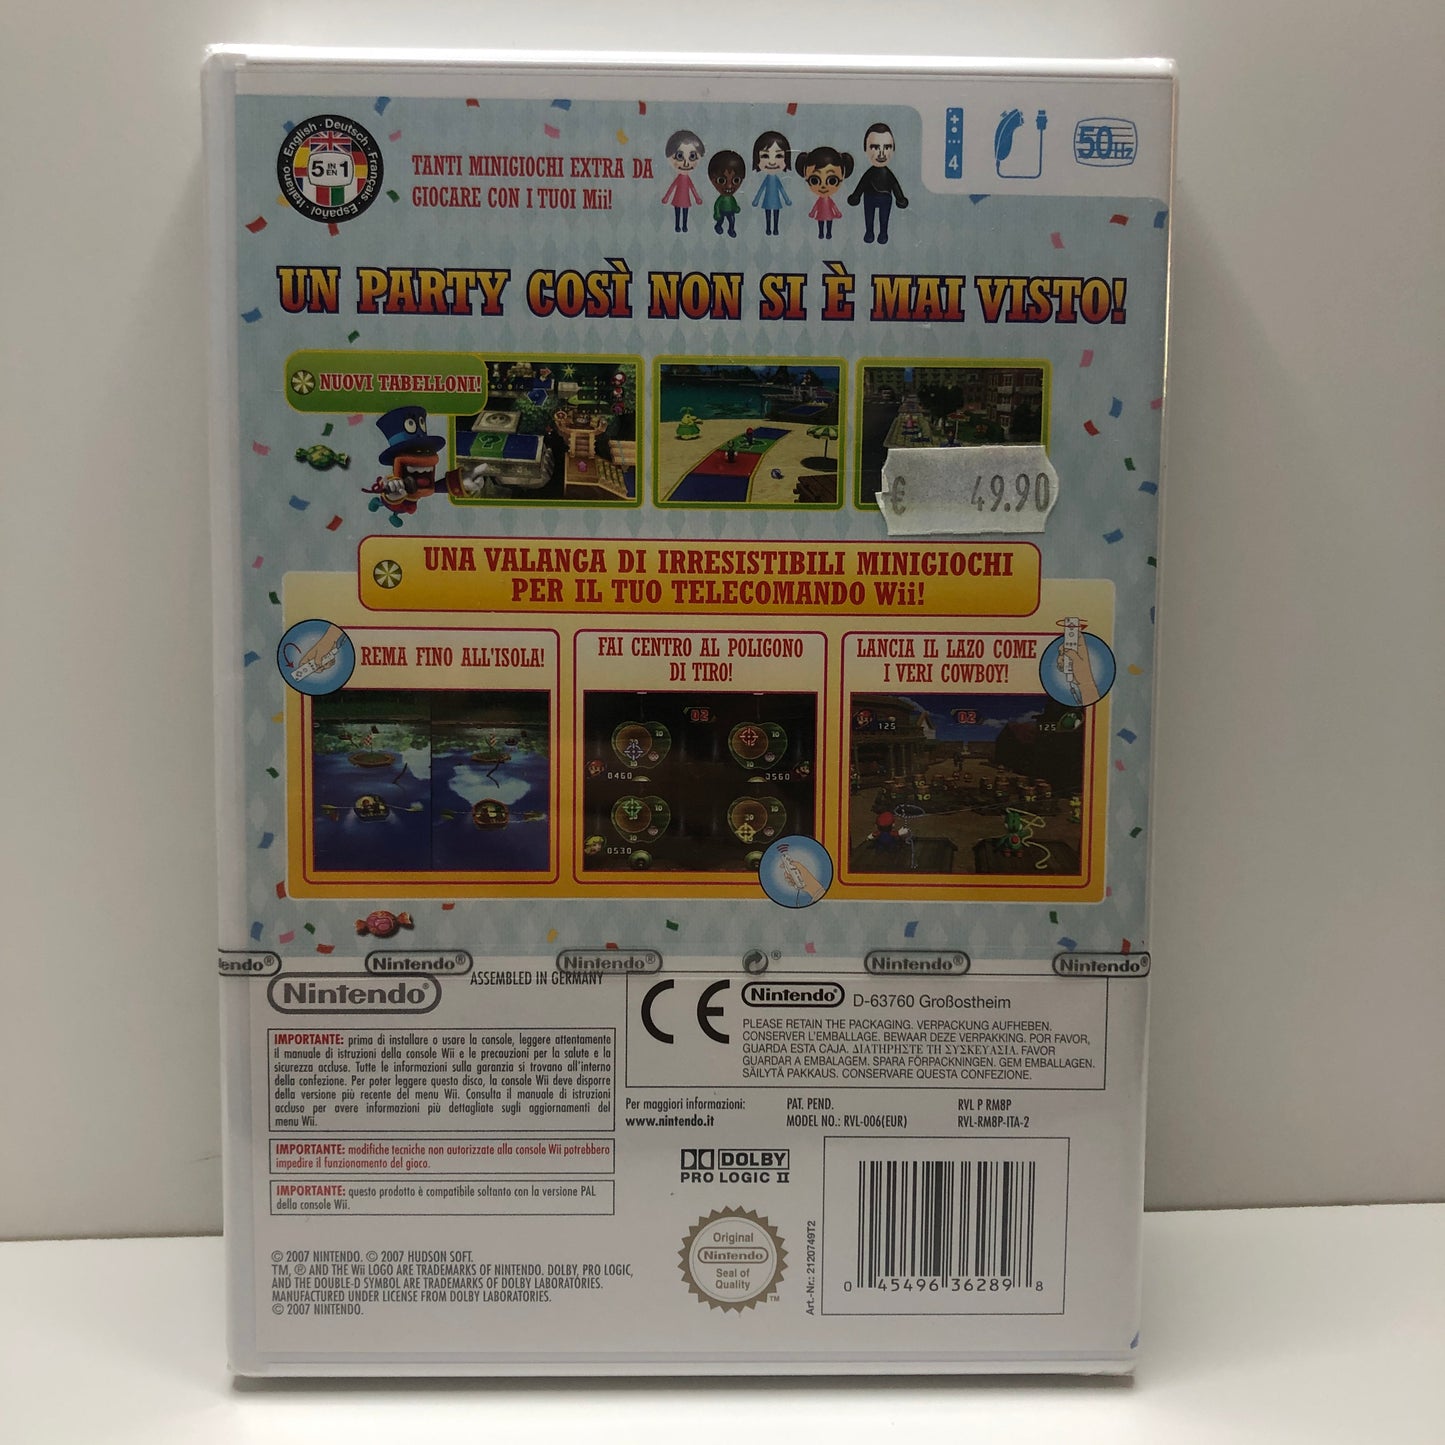 English · Deutsch · Français · Español · Italiano
5 IN EN 1
TANTI MINIGIOCHI EXTRA DA
GIOCARE CON I TUOI Mii!
4
50Hz
UN PARTY COSÌ NON SI È MAI VISTO!
NUOVI TABELLONI!
€ 49.90
UNA VALANGA DI IRRESISTIBILI MINIGIOCHI
PER IL TUO TELECOMANDO Wii!
REMA FINO ALL'ISOLA!
FAI CENTRO AL POLIGONO
DI TIRO!
LANCIA IL LAZO COME
I VERI COWBOY!
02
0460
0530
02
125
125
endo®
Nintendo®
Nintendo®
Nintendo®
Nintendo®
Nintendo®
ASSEMBLED IN GERMANY
IMPORTANTE: prima di installare o usare la console, leggere attentamente
il manuale di istruzioni della console Wii e le precauzioni per la salute e la
sicurezza accluse. Tutte le informazioni sulla garanzia si trovano all'interno
della confezione. Per poter leggere questo disco, la console Wii deve disporre
della versione più recente del menu Wii. Consulta il manuale di istruzioni
accluso per avere informazioni più dettagliate sugli aggiornamenti del
menu Wii.
IMPORTANTE: modifiche tecniche non autorizzate alla console Wii potrebbero
impedire il funzionamento del gioco.
IMPORTANTE: questo prodotto è compatibile soltanto con la versione PAL
della console Wii.
© 2007 NINTENDO. © 2007 HUDSON SOFT.
TM, ® AND THE Wii LOGO ARE TRADEMARKS OF NINTENDO. DOLBY, PRO LOGIC,
AND THE DOUBLE-D SYMBOL ARE TRADEMARKS OF DOLBY LABORATORIES.
MANUFACTURED UNDER LICENSE FROM DOLBY LABORATORIES.
© 2007 NINTENDO.
CE
Nintendo® D-63760 Großostheim
PLEASE RETAIN THE PACKAGING. VERPACKUNG AUFHEBEN.
CONSERVER L'EMBALLAGE. BEWAAR DEZE VERPAKKING. POR FAVOR,
GUARDA ESTA CAJA. ΔΙΑΤΗΡΗΣΤΕ ΤΗ ΣΥΣΚΕΥΑΣΙΑ. FAVOR
GUARDAR A EMBALAGEM. SPARA FÖRPACKNINGEN. GEM EMBALLAGEN.
SÄILYTÄ PAKKAUS. CONSERVARE QUESTA CONFEZIONE.
Per maggiori informazioni:
www.nintendo.it
PAT. PEND.
MODEL NO.: RVL-006(EUR)
RVL P RM8P
RVL-RM8P-ITA-2
DOLBY
PRO LOGIC II
Original
Nintendo
Seal of
Quality
TM
Art.-Nr.: 2120749T2
0 45496 36289 8